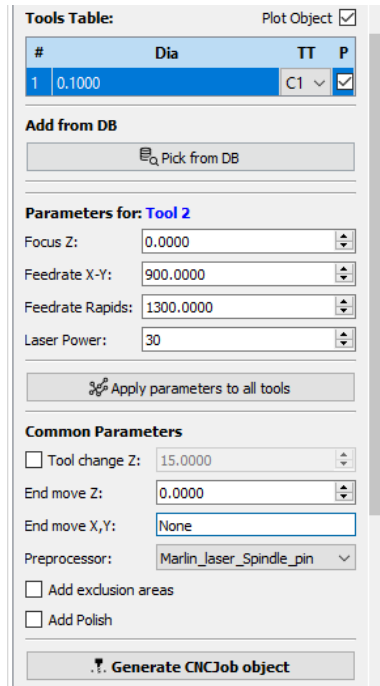 Tools Table: Plot Object
# Dia TT P
1 0.1000 C1
Add from DB
Pick from DB
Parameters for: Tool 2
Focus Z: 0.0000
Feedrate X-Y: 900.0000
Feedrate Rapids: 1300.0000
Laser Power: 30
Apply parameters to all tools
Common Parameters
Tool change Z: 15.0000
End move Z: 0.0000
End move X,Y: None
Preprocessor: Marlin_laser_Spindle_pin
Add exclusion areas
Add Polish
Generate CNCJob object